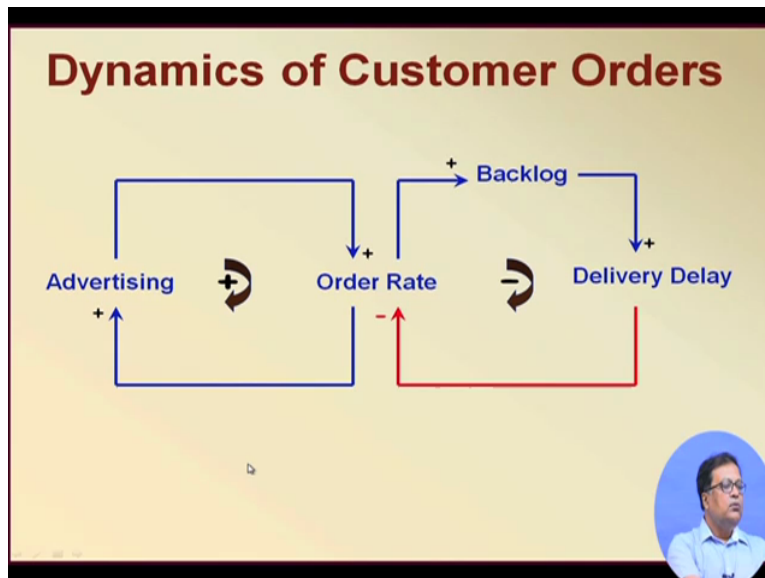 Dynamics of Customer Orders
+
Backlog
+
+
Advertising
+
Order Rate
-
Delivery Delay
+
-